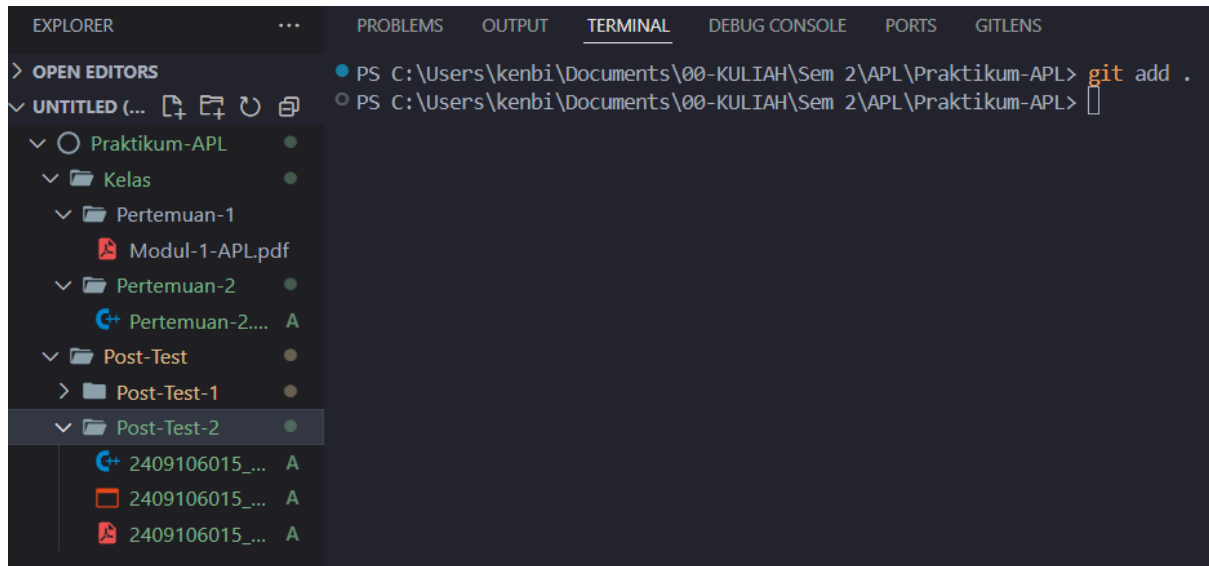 EXPLORER
OPEN EDITORS
UNTITLED (...
Praktikum-APL
Kelas
Pertemuan-1
Modul-1-APL.pdf
Pertemuan-2
Pertemuan-2.... A
Post-Test
Post-Test-1
Post-Test-2
2409106015_... A
2409106015_... A
2409106015_... A
PROBLEMS OUTPUT TERMINAL DEBUG CONSOLE PORTS GITLENS
PS C:\Users\kenbi\Documents\00-KULIAH\Sem 2\APL\Praktikum-APL> git add .
PS C:\Users\kenbi\Documents\00-KULIAH\Sem 2\APL\Praktikum-APL>